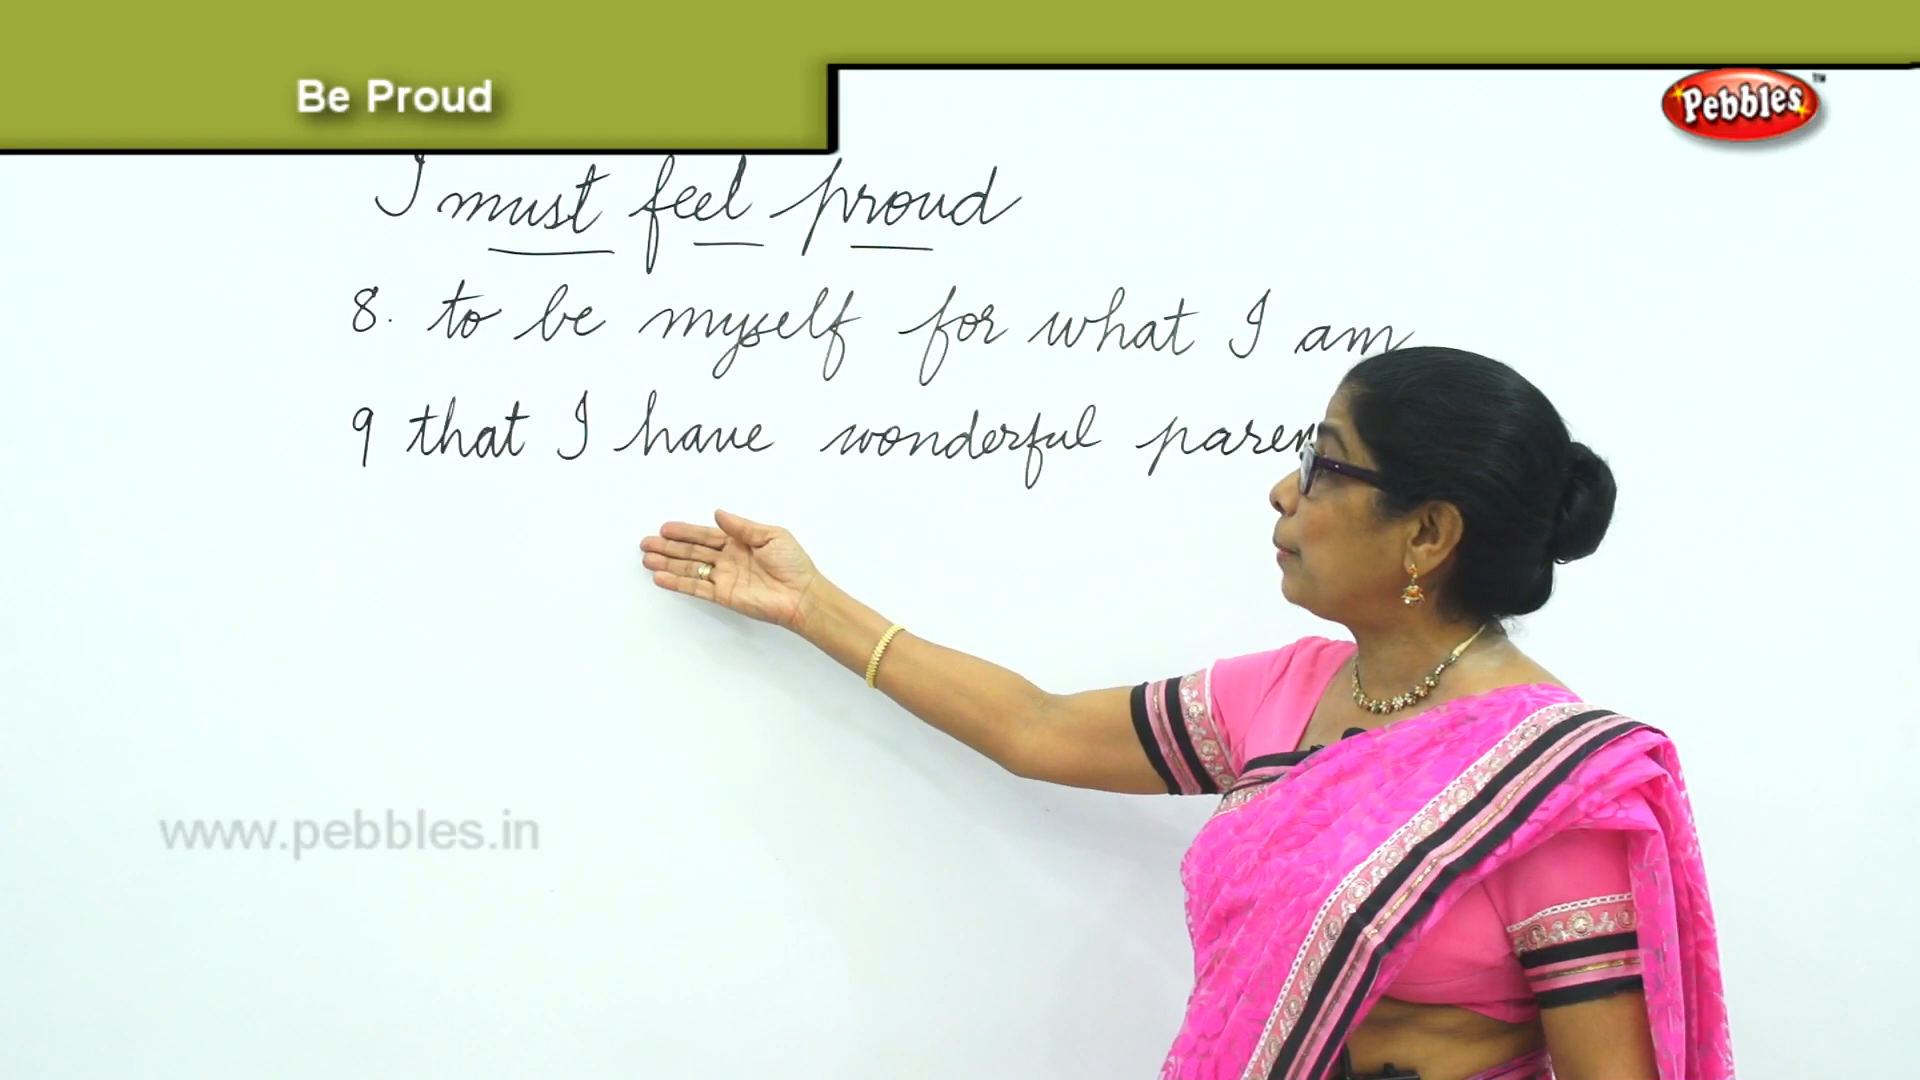 Be Proud
Pebbles™
I must feel proud
8. to be myself for what I am
9 that I have wonderful
www.pebbles.in